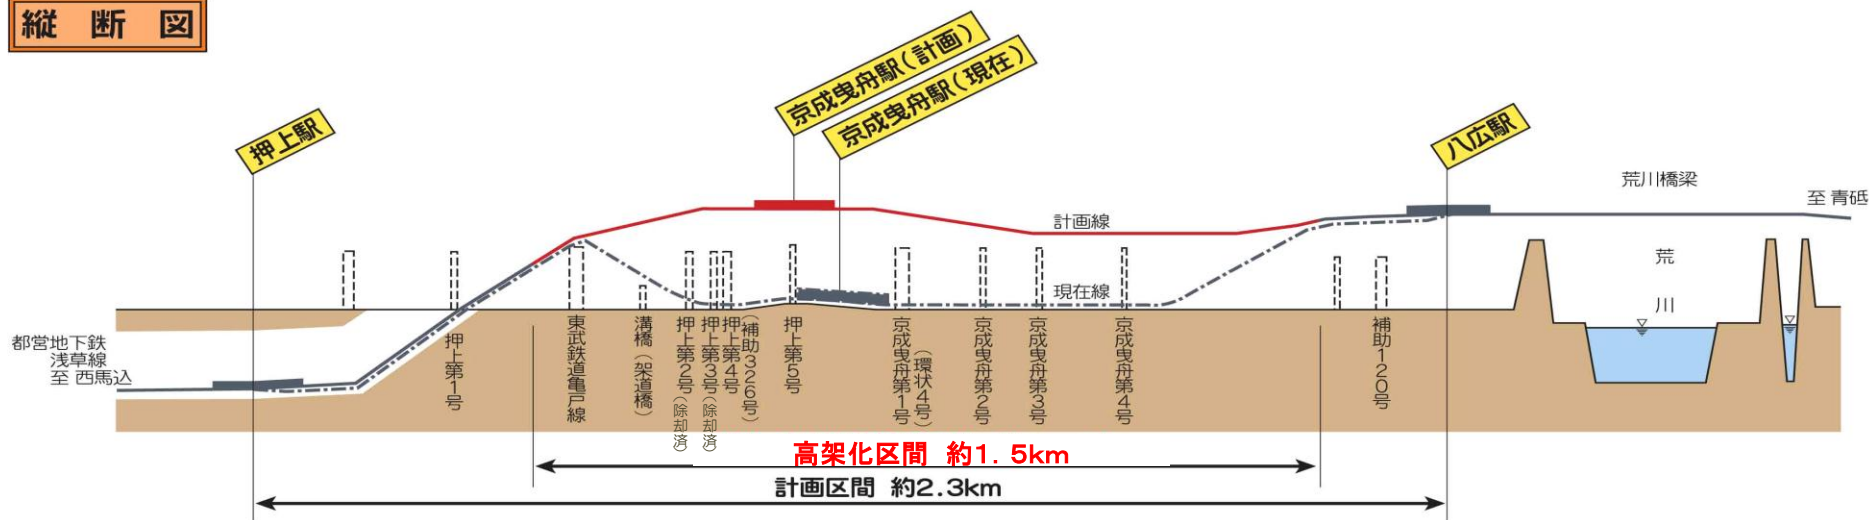 縦断図
京成曳舟駅(計画)
京成曳舟駅(現在)
押上駅
八広駅
荒川橋梁
至 青砥
計画線
荒
川
現在線
都営地下鉄
浅草線
至 西馬込
押上第1号
東武鉄道亀戸線
溝橋(架道橋)
押上第2号(除却済)
押上第3号(除却済)
押上第4号
(補助326号)
押上第5号
京成曳舟第1号
(環状4号)
京成曳舟第2号
京成曳舟第3号
京成曳舟第4号
補助120号
高架化区間 約1.5km
計画区間 約2.3km